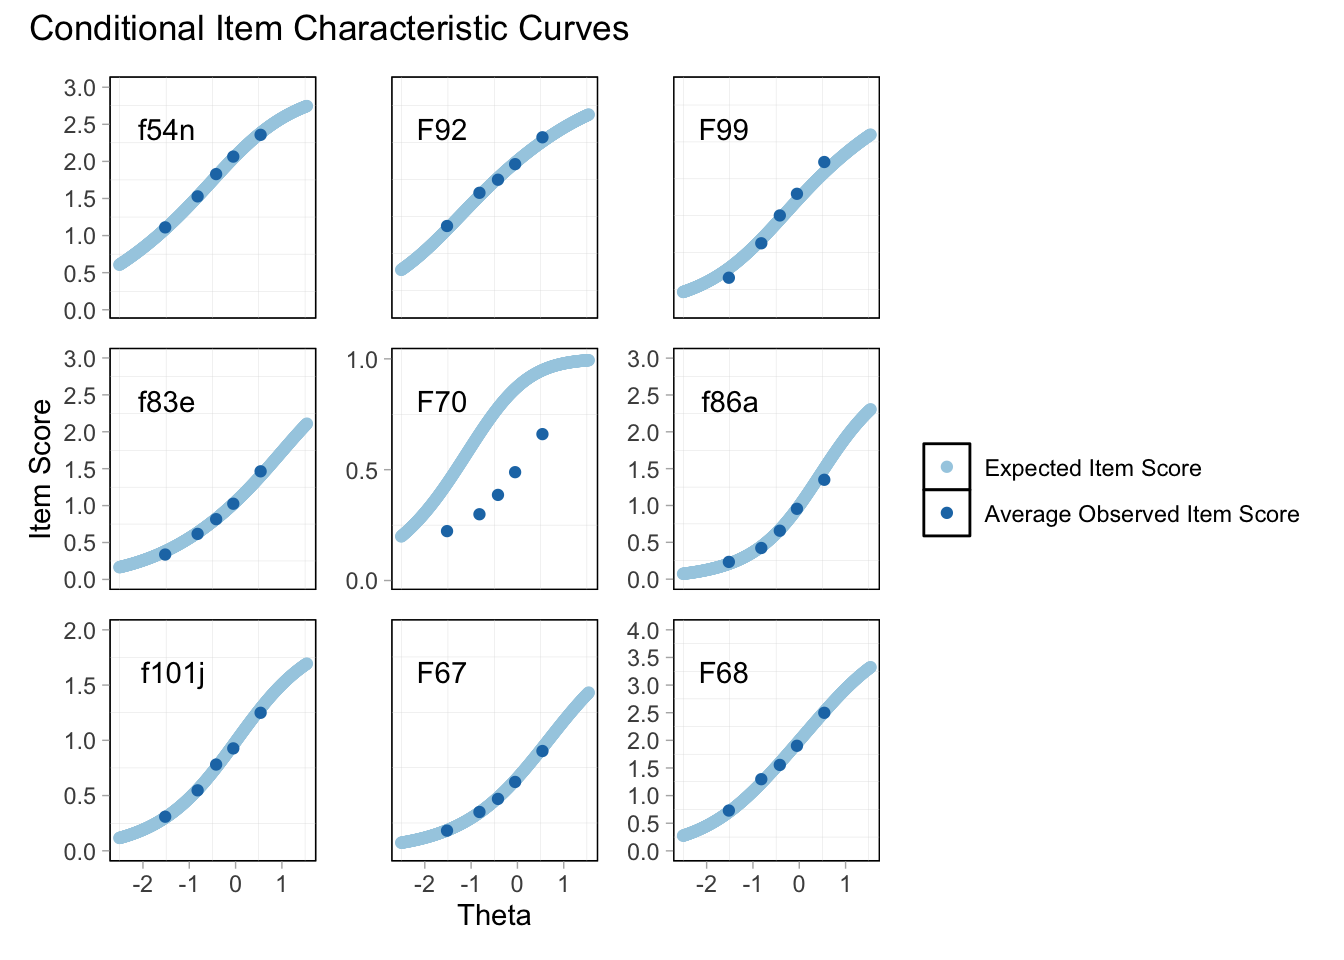 Conditional Item Characteristic Curves
3.0
2.5
2.0
1.5
1.0
0.5
0.0
f54n
F92
F99
Item Score
3.0
2.5
2.0
1.5
1.0
0.5
0.0
f83e
1.0
0.5
0.0
F70
3.0
2.5
2.0
1.5
1.0
0.5
0.0
f86a
Expected Item Score
Average Observed Item Score
2.0
1.5
1.0
0.5
0.0
f101j
F67
4.0
3.5
3.0
2.5
2.0
1.5
1.0
0.5
0.0
F68
-2 -1 0 1
-2 -1 0 1
-2 -1 0 1
Theta